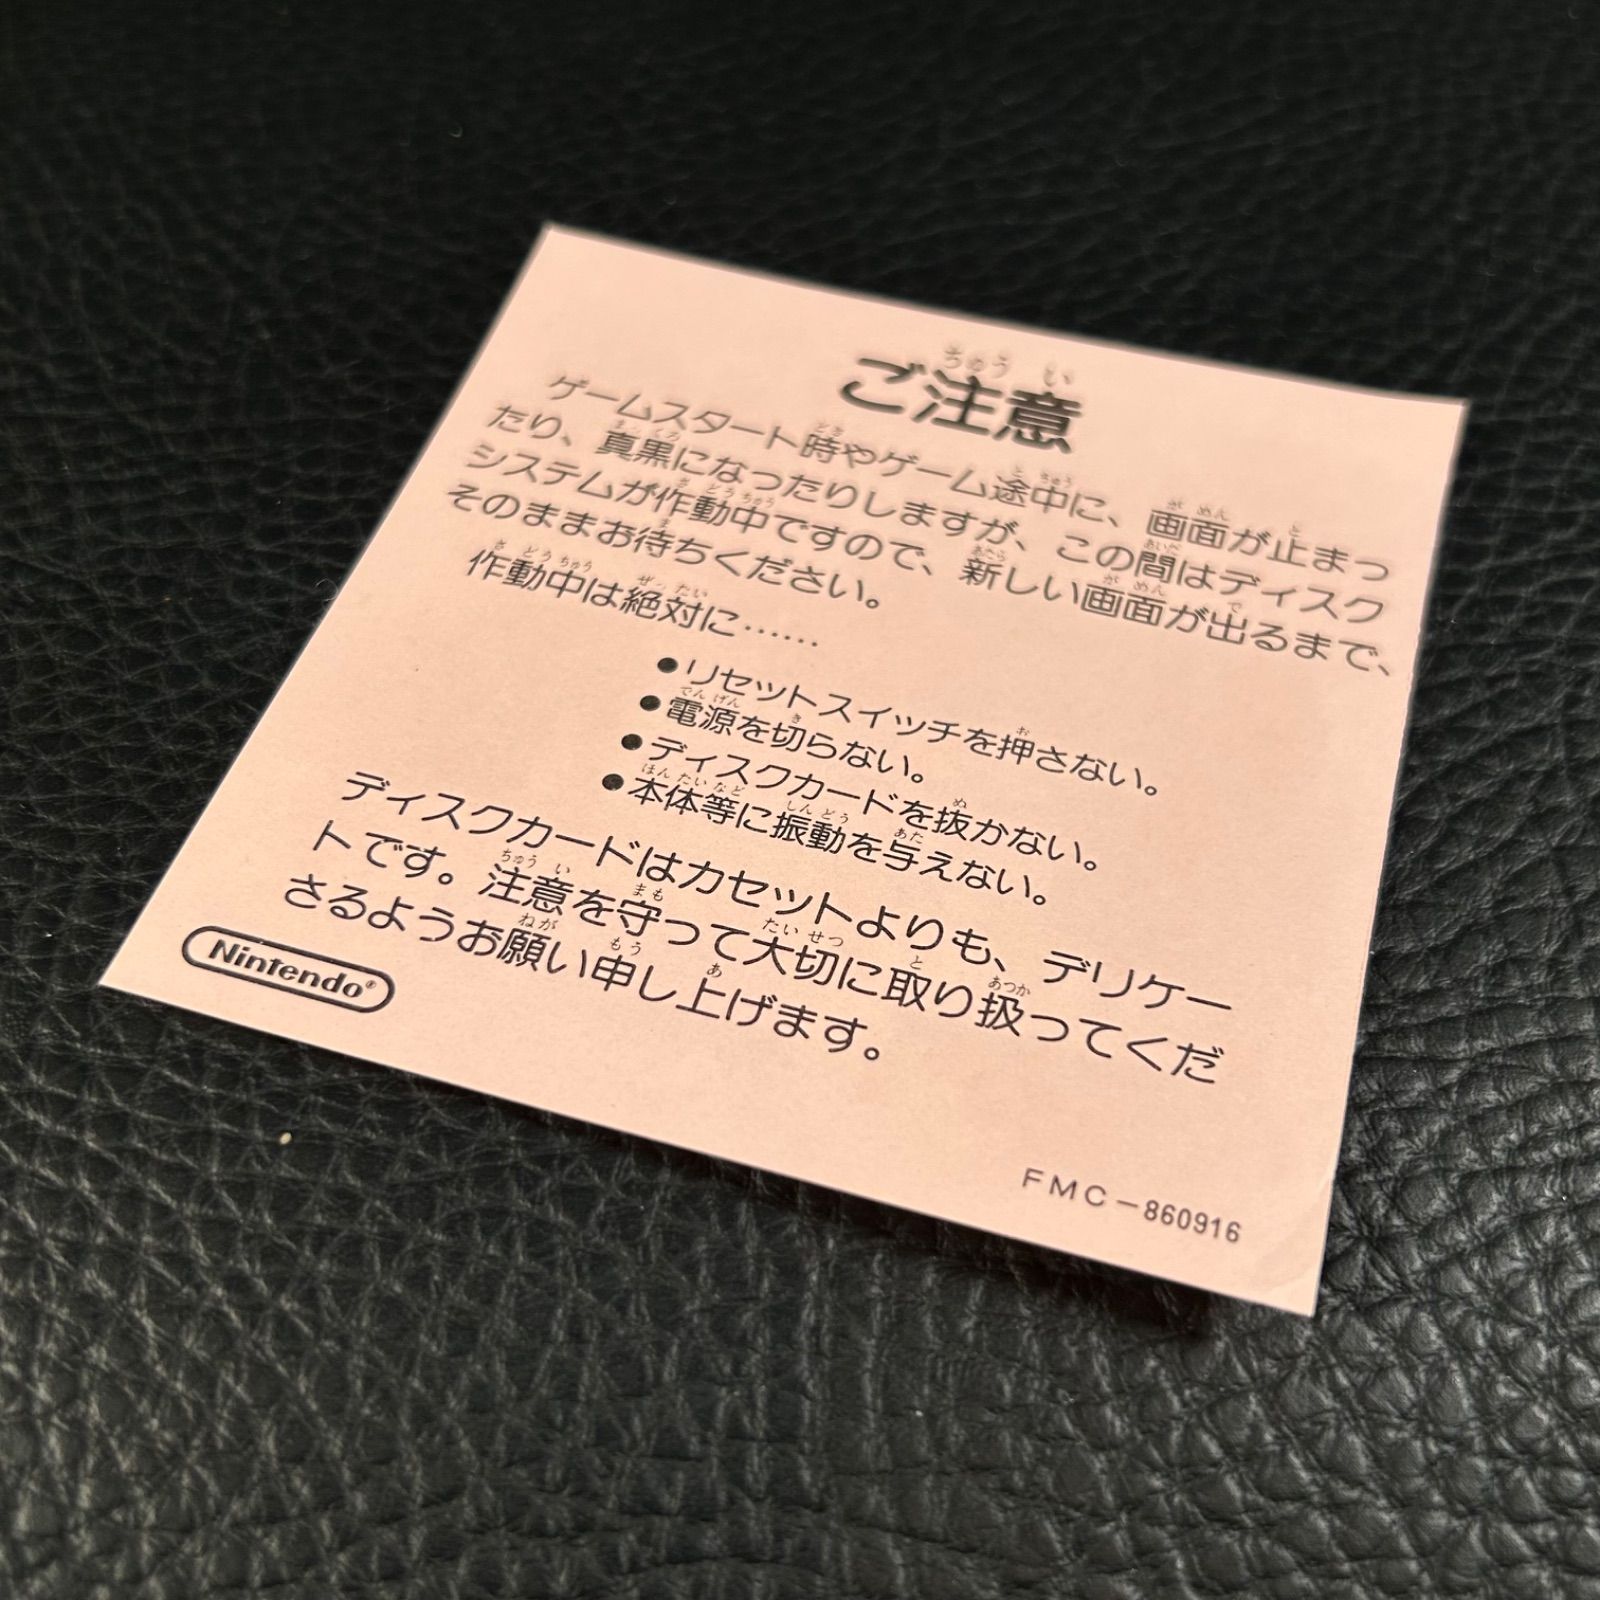 ご注意
ゲームスタート時やゲーム途中に、画面が止まっ
たり、真黒になったりしますが、この間はディスク
システムが作動中ですので、新しい画面が出るまで、
そのままお待ちください。
作動中は絶対に……
●リセットスイッチを押さない。
●電源を切らない。
●ディスクカードを抜かない。
●本体等に振動を与えない。
ディスクカードはカセットよりも、デリケー
トです。注意を守って大切に取り扱ってくだ
さるようお願い申し上げます。
Nintendo®
FMC-860916